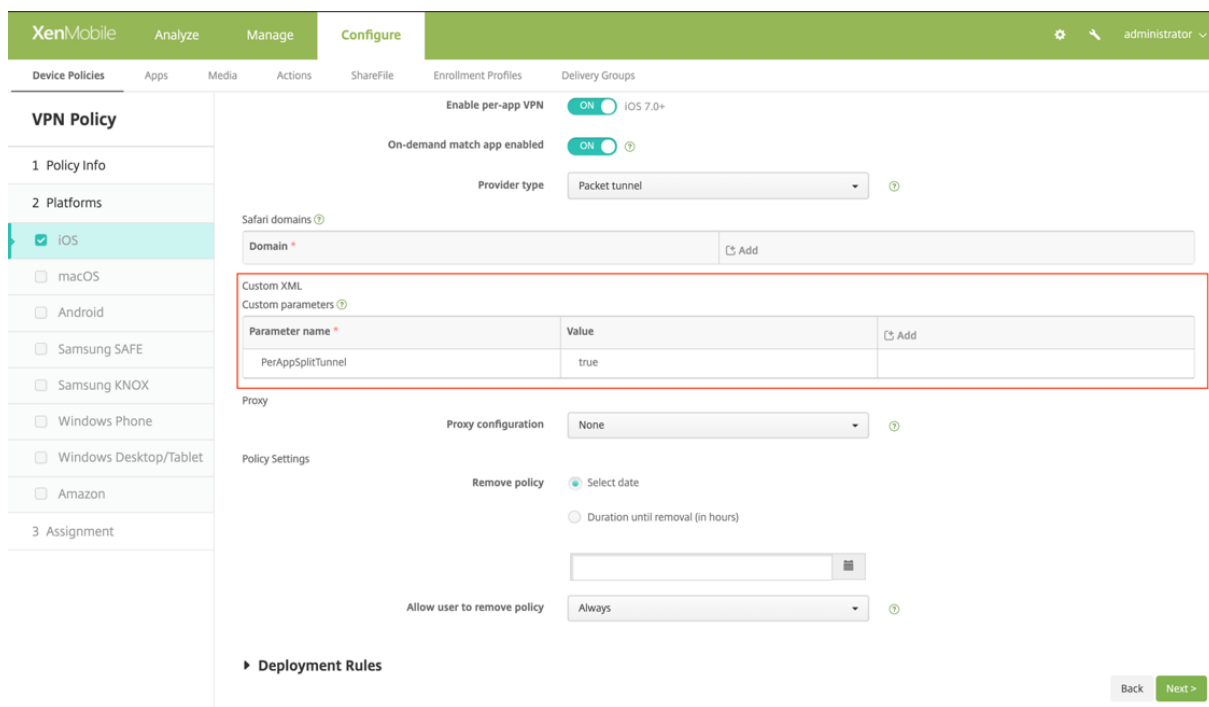 XenMobile Analyze Manage Configure administrator
Device Policies Apps Media Actions ShareFile Enrollment Profiles Delivery Groups
VPN Policy
1 Policy Info
2 Platforms
iOS
macOS
Android
Samsung SAFE
Samsung KNOX
Windows Phone
Windows Desktop/Tablet
Amazon
3 Assignment
Enable per-app VPN ON iOS 7.0+
On-demand match app enabled ON ?
Provider type Packet tunnel ?
Safari domains ?
Domain * Add
Custom XML
Custom parameters ?
Parameter name * Value Add
PerAppSplitTunnel true
Proxy
Proxy configuration None ?
Policy Settings
Remove policy Select date
Duration until removal (in hours)
Allow user to remove policy Always ?
Deployment Rules
Back Next >